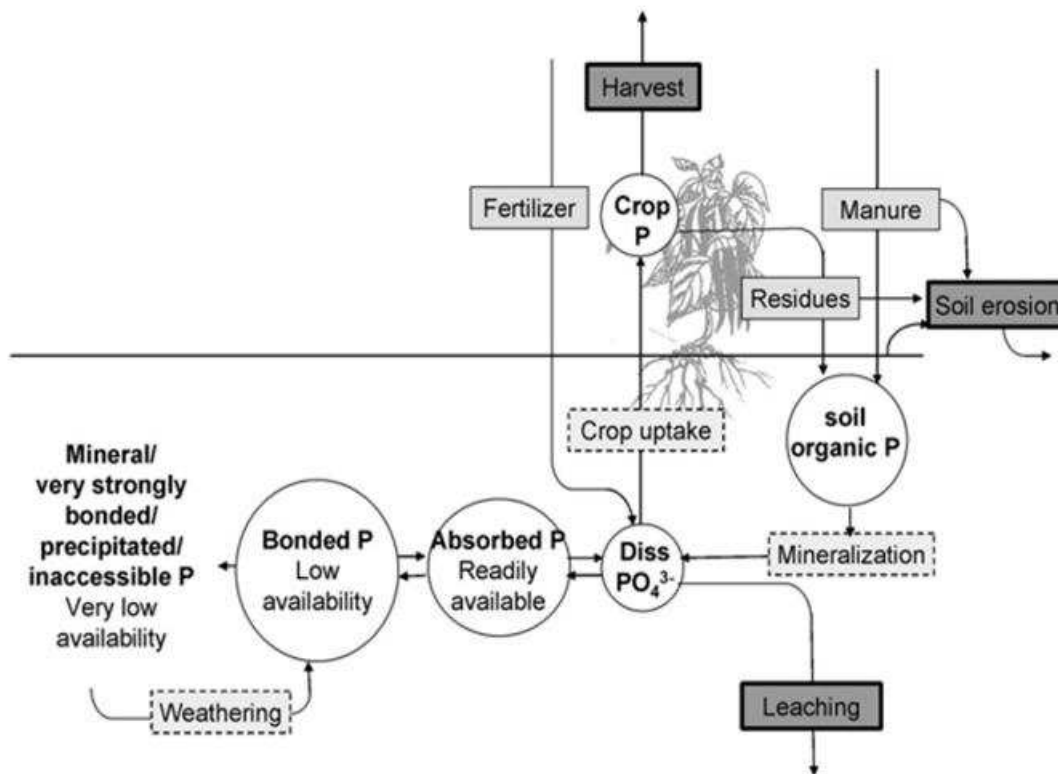 Harvest
Fertilizer
Crop
P
Manure
Residues
Soil erosion
Crop uptake
soil
organic P
Mineral/
very strongly
bonded/
precipitated/
inaccessible P
Very low
availability
Bonded P
Low
availability
Absorbed P
Readily
available
Diss
PO₄³⁻
Mineralization
Weathering
Leaching